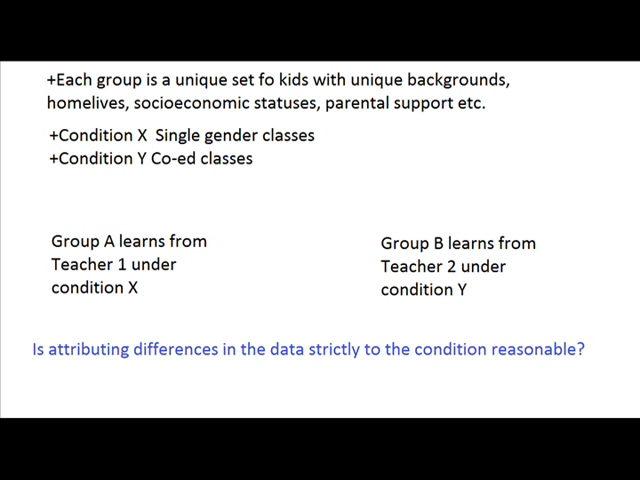 +Each group is a unique set fo kids with unique backgrounds,
homelives, socioeconomic statuses, parental support etc.
+Condition X Single gender classes
+Condition Y Co-ed classes
Group A learns from
Teacher 1 under
condition X
Group B learns from
Teacher 2 under
condition Y
Is attributing differences in the data strictly to the condition reasonable?